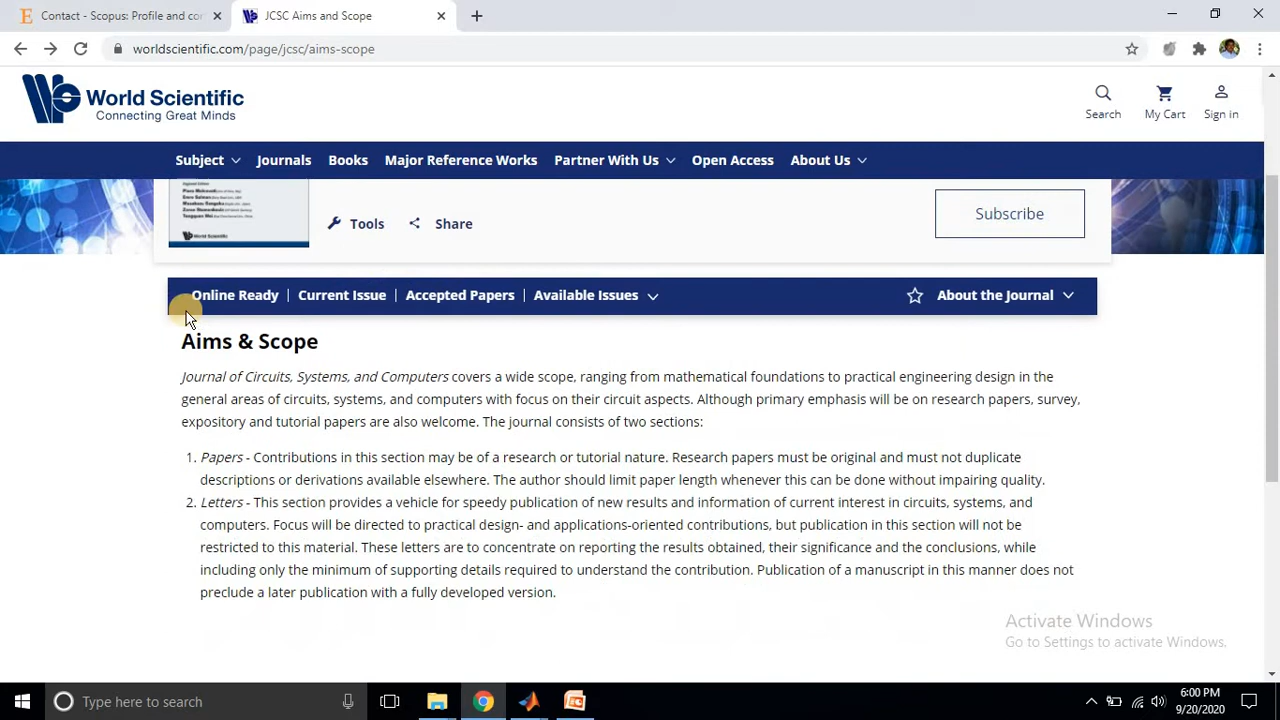 Contact - Scopus: Profile and cor
JCSC Aims and Scope
worldscientific.com/page/jcsc/aims-scope
World Scientific
Connecting Great Minds
Search
My Cart
Sign in
Subject
Journals
Books
Major Reference Works
Partner With Us
Open Access
About Us
World Scientific
Tools
Share
Subscribe
Online Ready | Current Issue | Accepted Papers | Available Issues
About the Journal
Aims & Scope
Journal of Circuits, Systems, and Computers covers a wide scope, ranging from mathematical foundations to practical engineering design in the
general areas of circuits, systems, and computers with focus on their circuit aspects. Although primary emphasis will be on research papers, survey,
expository and tutorial papers are also welcome. The journal consists of two sections:
1. Papers - Contributions in this section may be of a research or tutorial nature. Research papers must be original and must not duplicate
descriptions or derivations available elsewhere. The author should limit paper length whenever this can be done without impairing quality.
2. Letters - This section provides a vehicle for speedy publication of new results and information of current interest in circuits, systems, and
computers. Focus will be directed to practical design- and applications-oriented contributions, but publication in this section will not be
restricted to this material. These letters are to concentrate on reporting the results obtained, their significance and the conclusions, while
including only the minimum of supporting details required to understand the contribution. Publication of a manuscript in this manner does not
preclude a later publication with a fully developed version.
Activate Windows
Go to Settings to activate Windows.
Type here to search
6:00 PM
9/20/2020